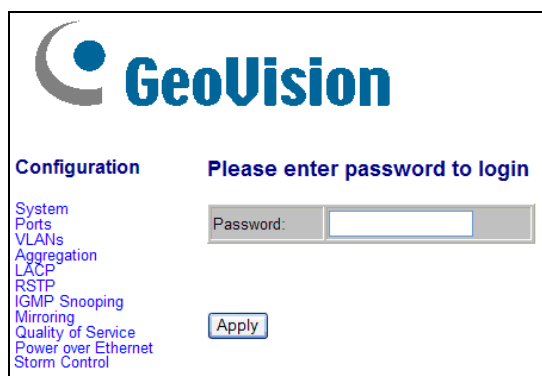 GeoVision
Configuration
System
Ports
VLANs
Aggregation
LACP
RSTP
IGMP Snooping
Mirroring
Quality of Service
Power over Ethernet
Storm Control
Please enter password to login
Password:
Apply